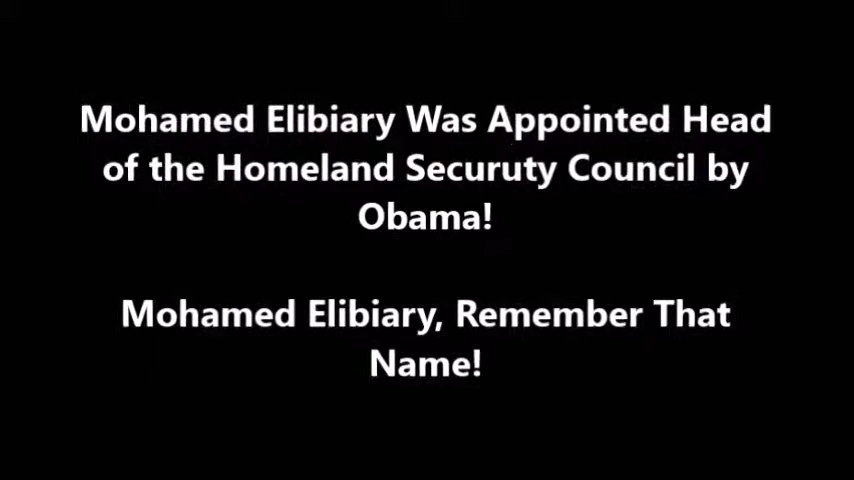 Mohamed Elibiary Was Appointed Head
of the Homeland Securuty Council by
Obama!
Mohamed Elibiary, Remember That
Name!